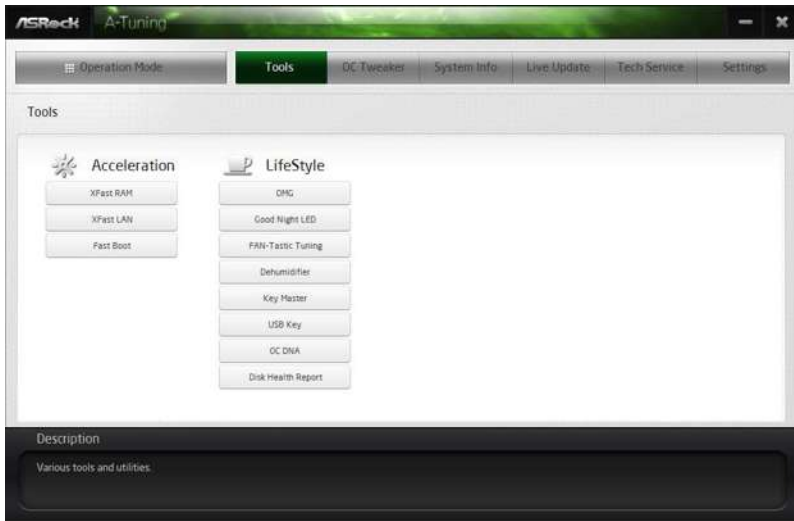 ASRock A-Tuning
Operation Mode Tools OC Tweaker System Info Live Update Tech Service Settings
Tools
Acceleration
XFast RAM
XFast LAN
Fast Boot
LifeStyle
OMG
Good Night LED
FAN-Tastic Tuning
Dehumidifier
Key Master
USB Key
OC DNA
Disk Health Report
Description
Various tools and utilities.